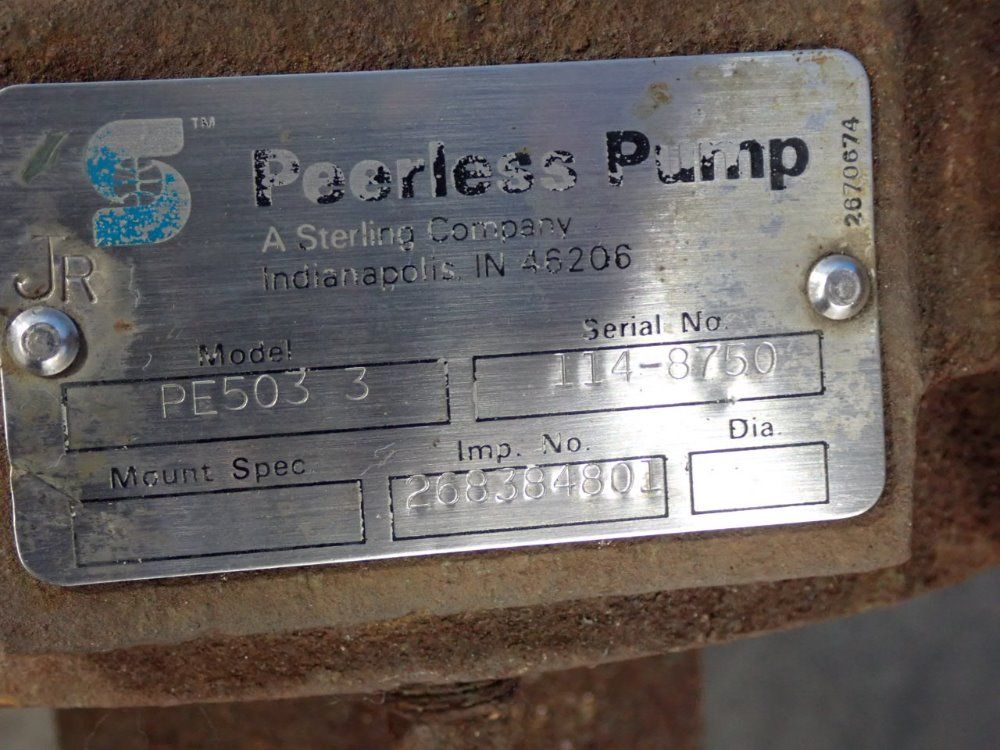 TM
Peerless Pump
A Sterling Company
Indianapolis, IN 46206
2670674
JR
Model
PE503 3
Serial No.
114-8750
Mount Spec
Imp. No.
268384801
Dia.